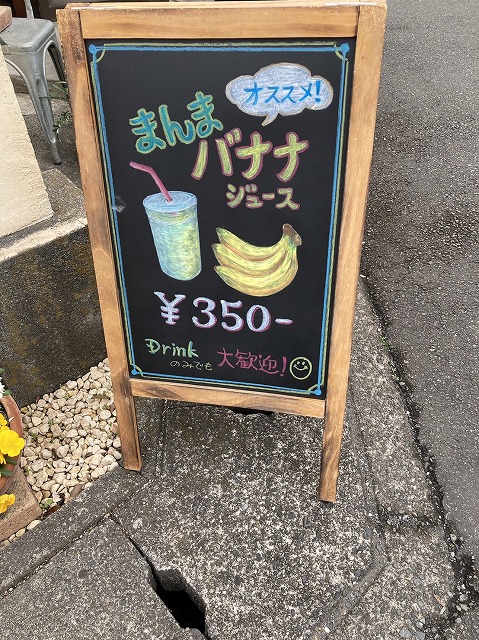 オススメ!
まんま
バナナ
ジュース
¥350-
Drink
のみでも 大歓迎!